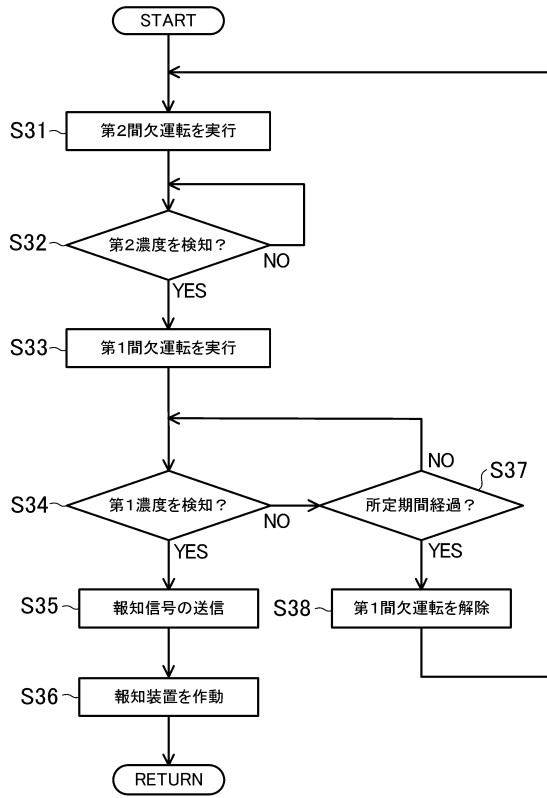 START
S31
第2間欠運転を実行
S32
第2濃度を検知？
NO
YES
S33
第1間欠運転を実行
NO
S37
S34
第1濃度を検知？
所定期間経過？
NO
YES
YES
S35
報知信号の送信
S38
第1間欠運転を解除
S36
報知装置を作動
RETURN